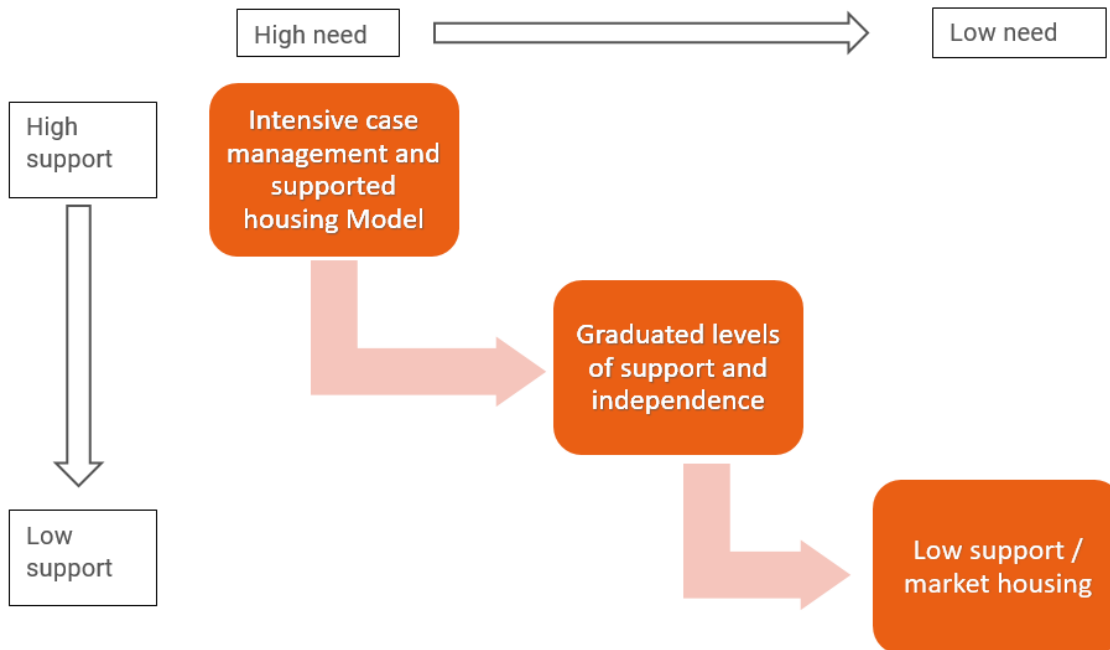 High need
Low need
High
support
Intensive case
management and
supported
housing Model
Graduated levels
of support and
independence
Low
support
Low support /
market housing